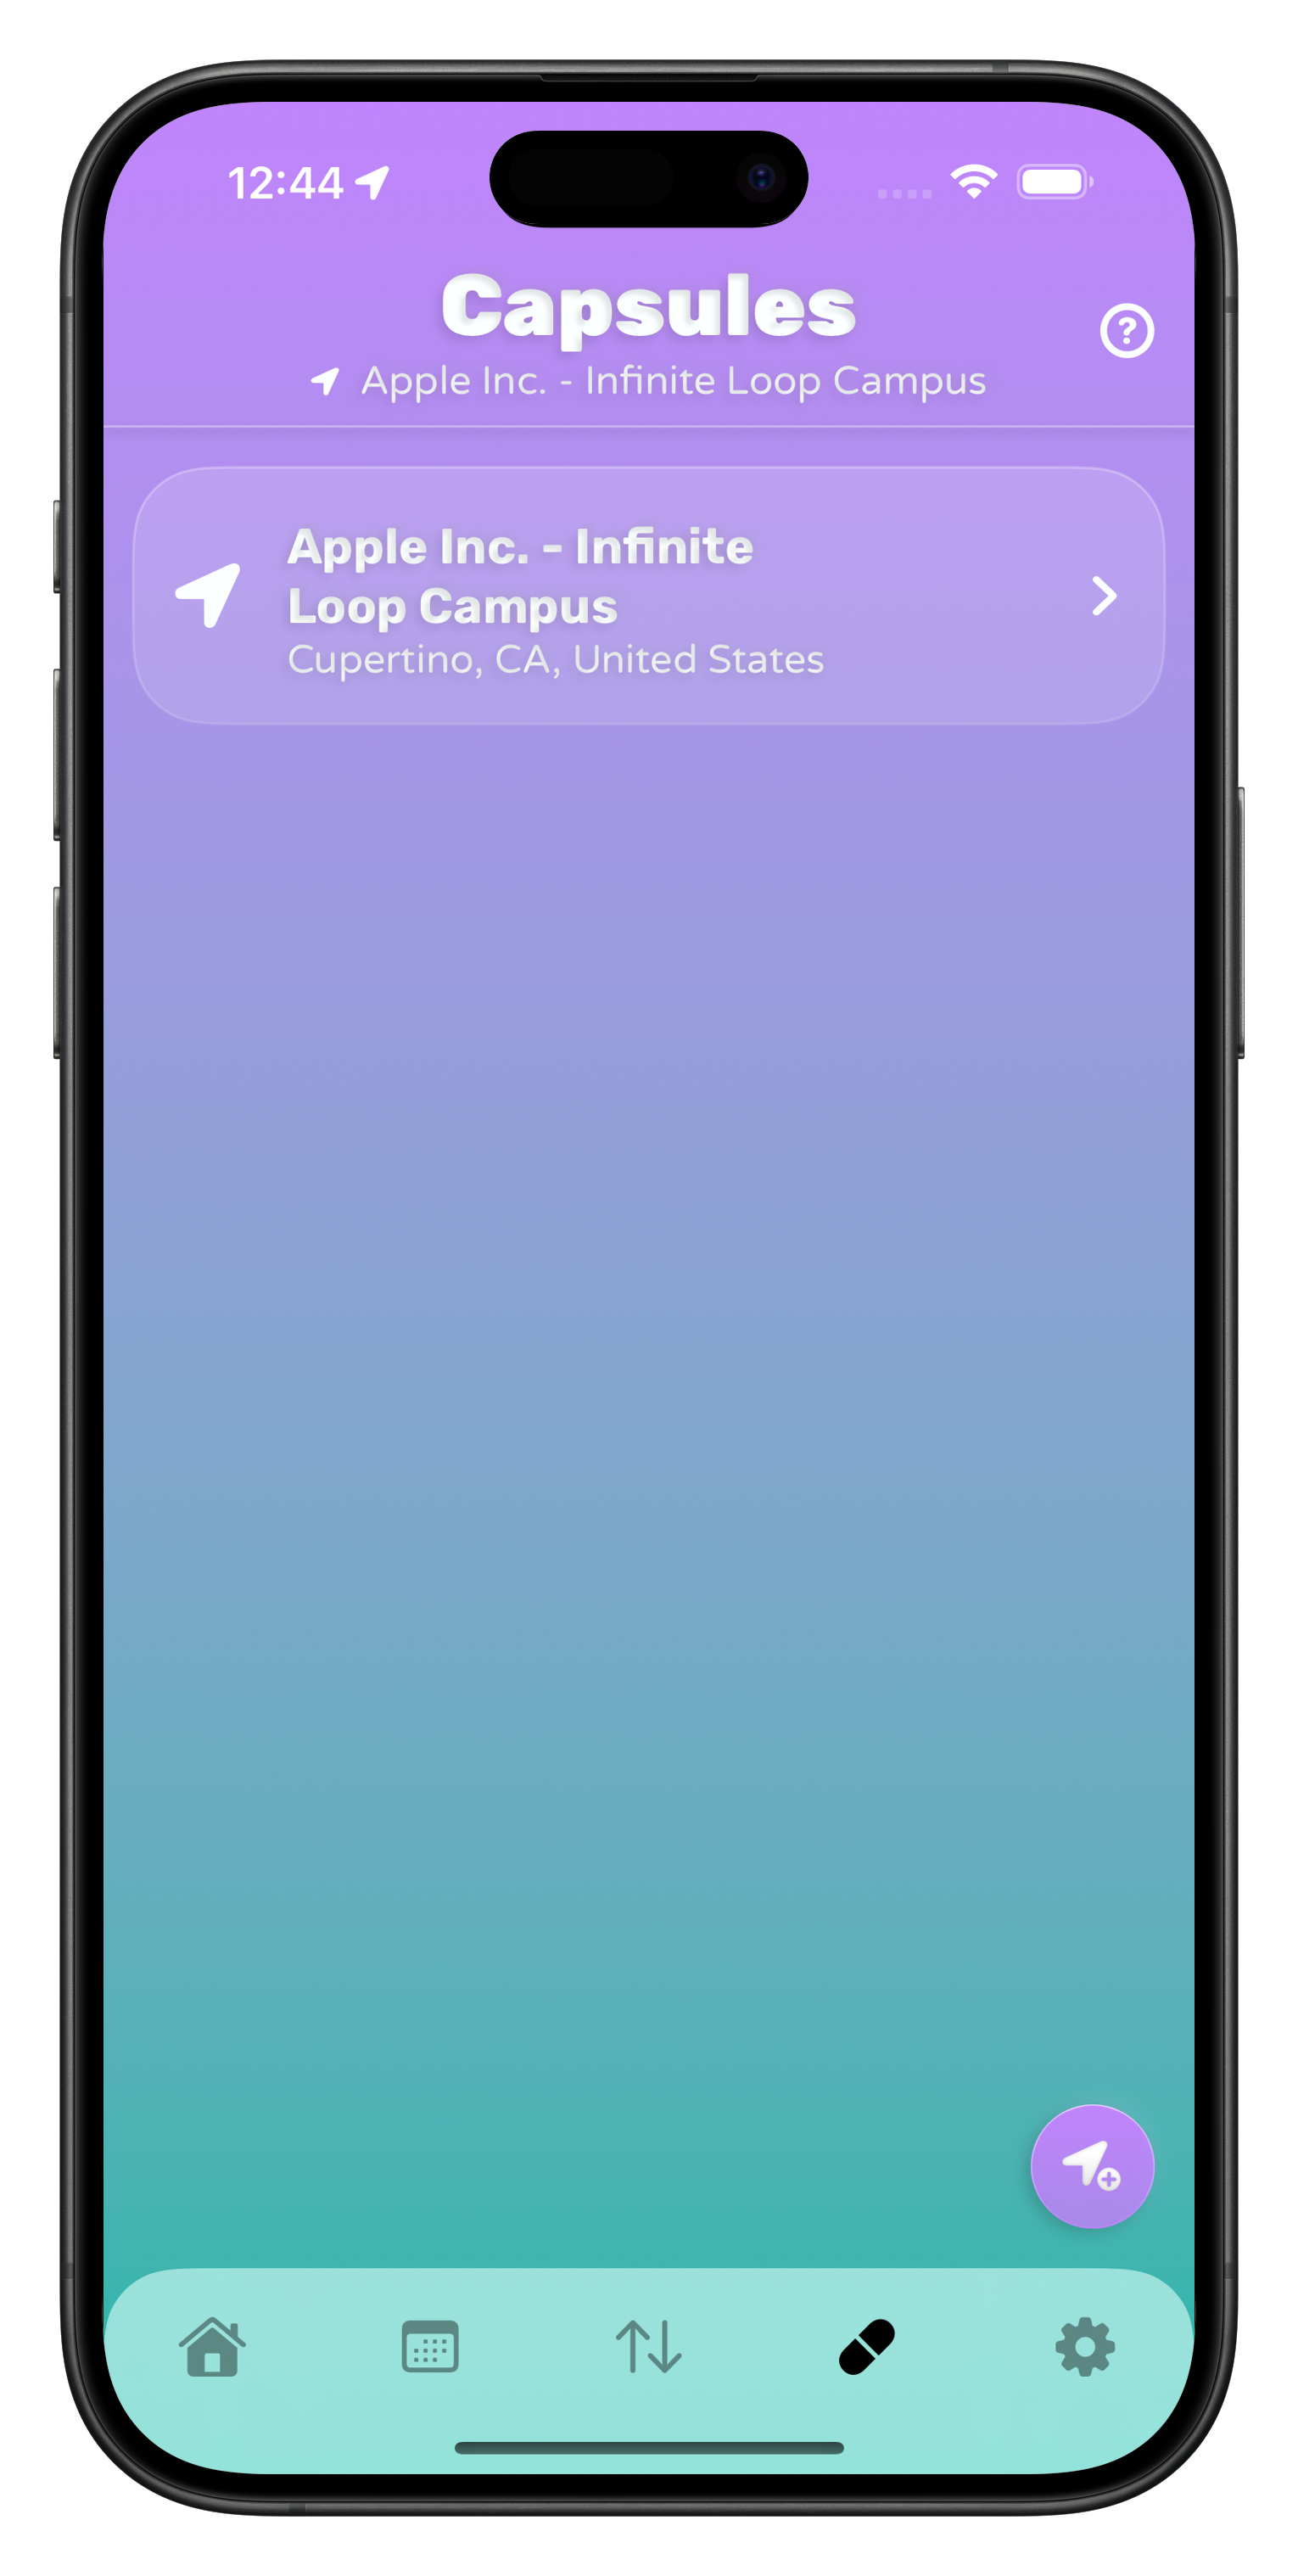 12:44
Capsules
Apple Inc. - Infinite Loop Campus
Apple Inc. - Infinite
Loop Campus
Cupertino, CA, United States